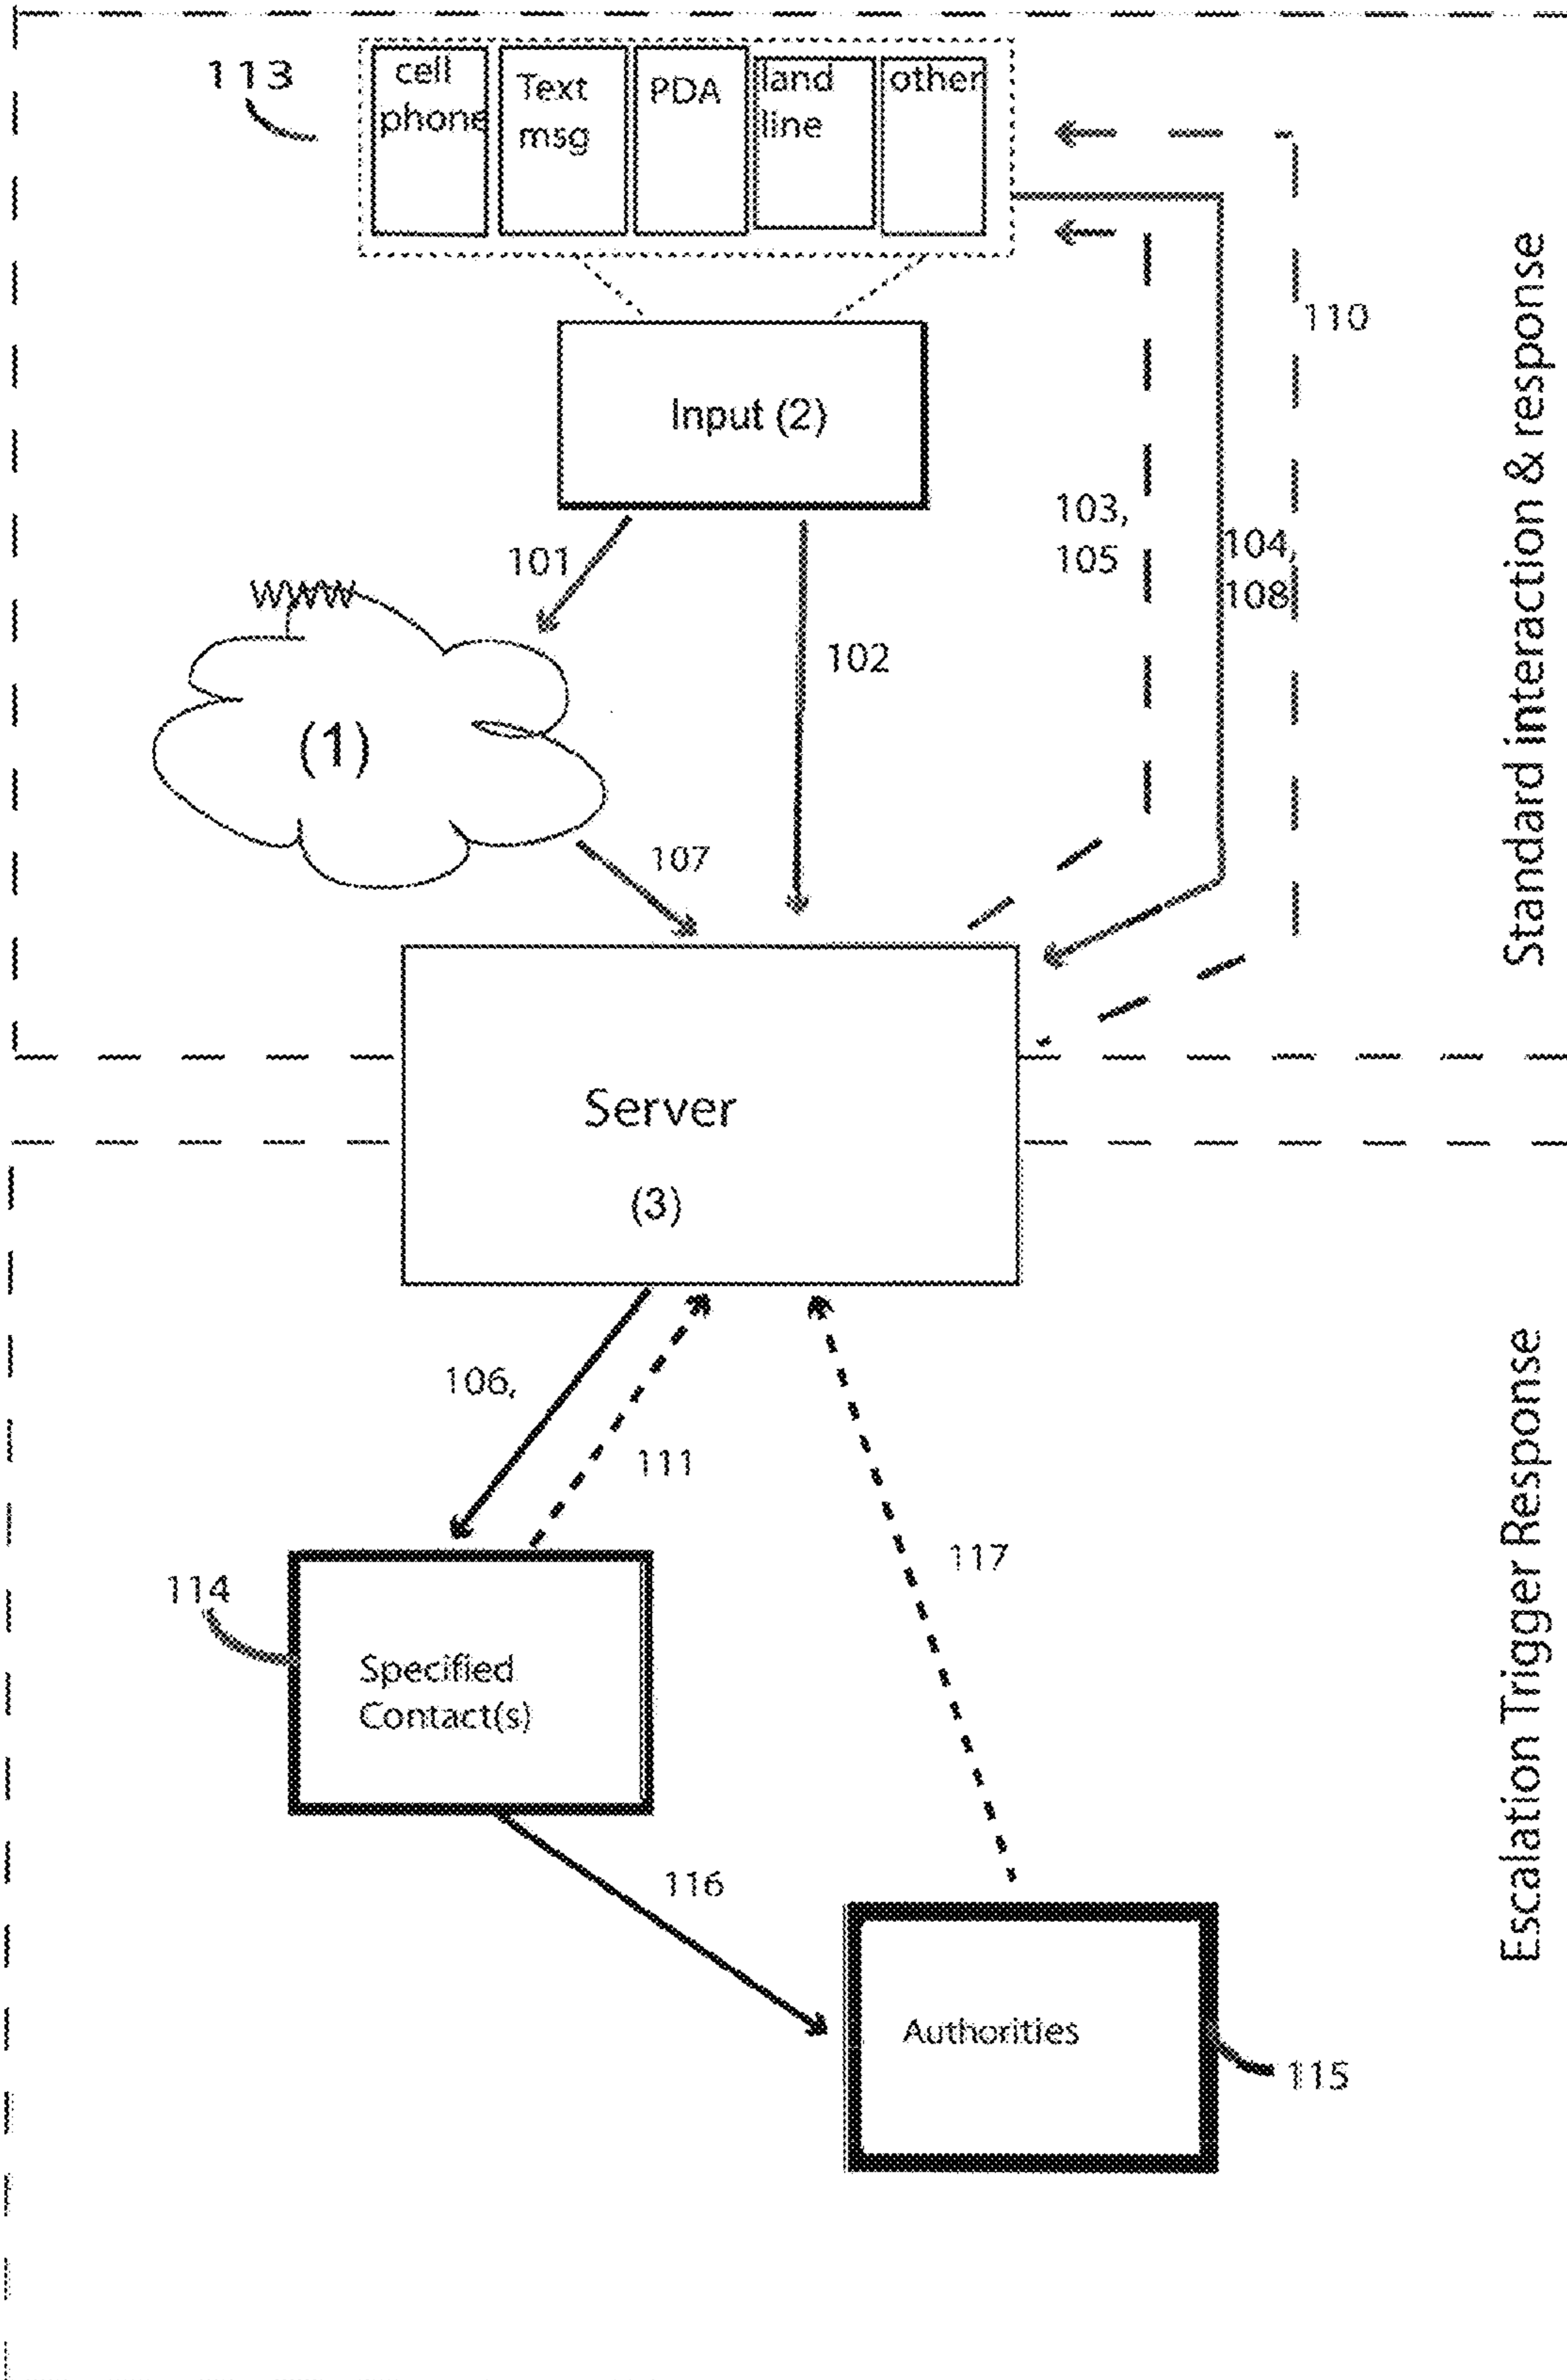 113
cell
phone
Text
msg
PDA
land
line
other
110
Input (2)
103,
105
104,
108
101
WWW
102
(1)
107
Standard interaction & response
Server
(3)
106,
111
117
114
Specified
Contact(s)
116
Authorities
115
Escalation Trigger Response